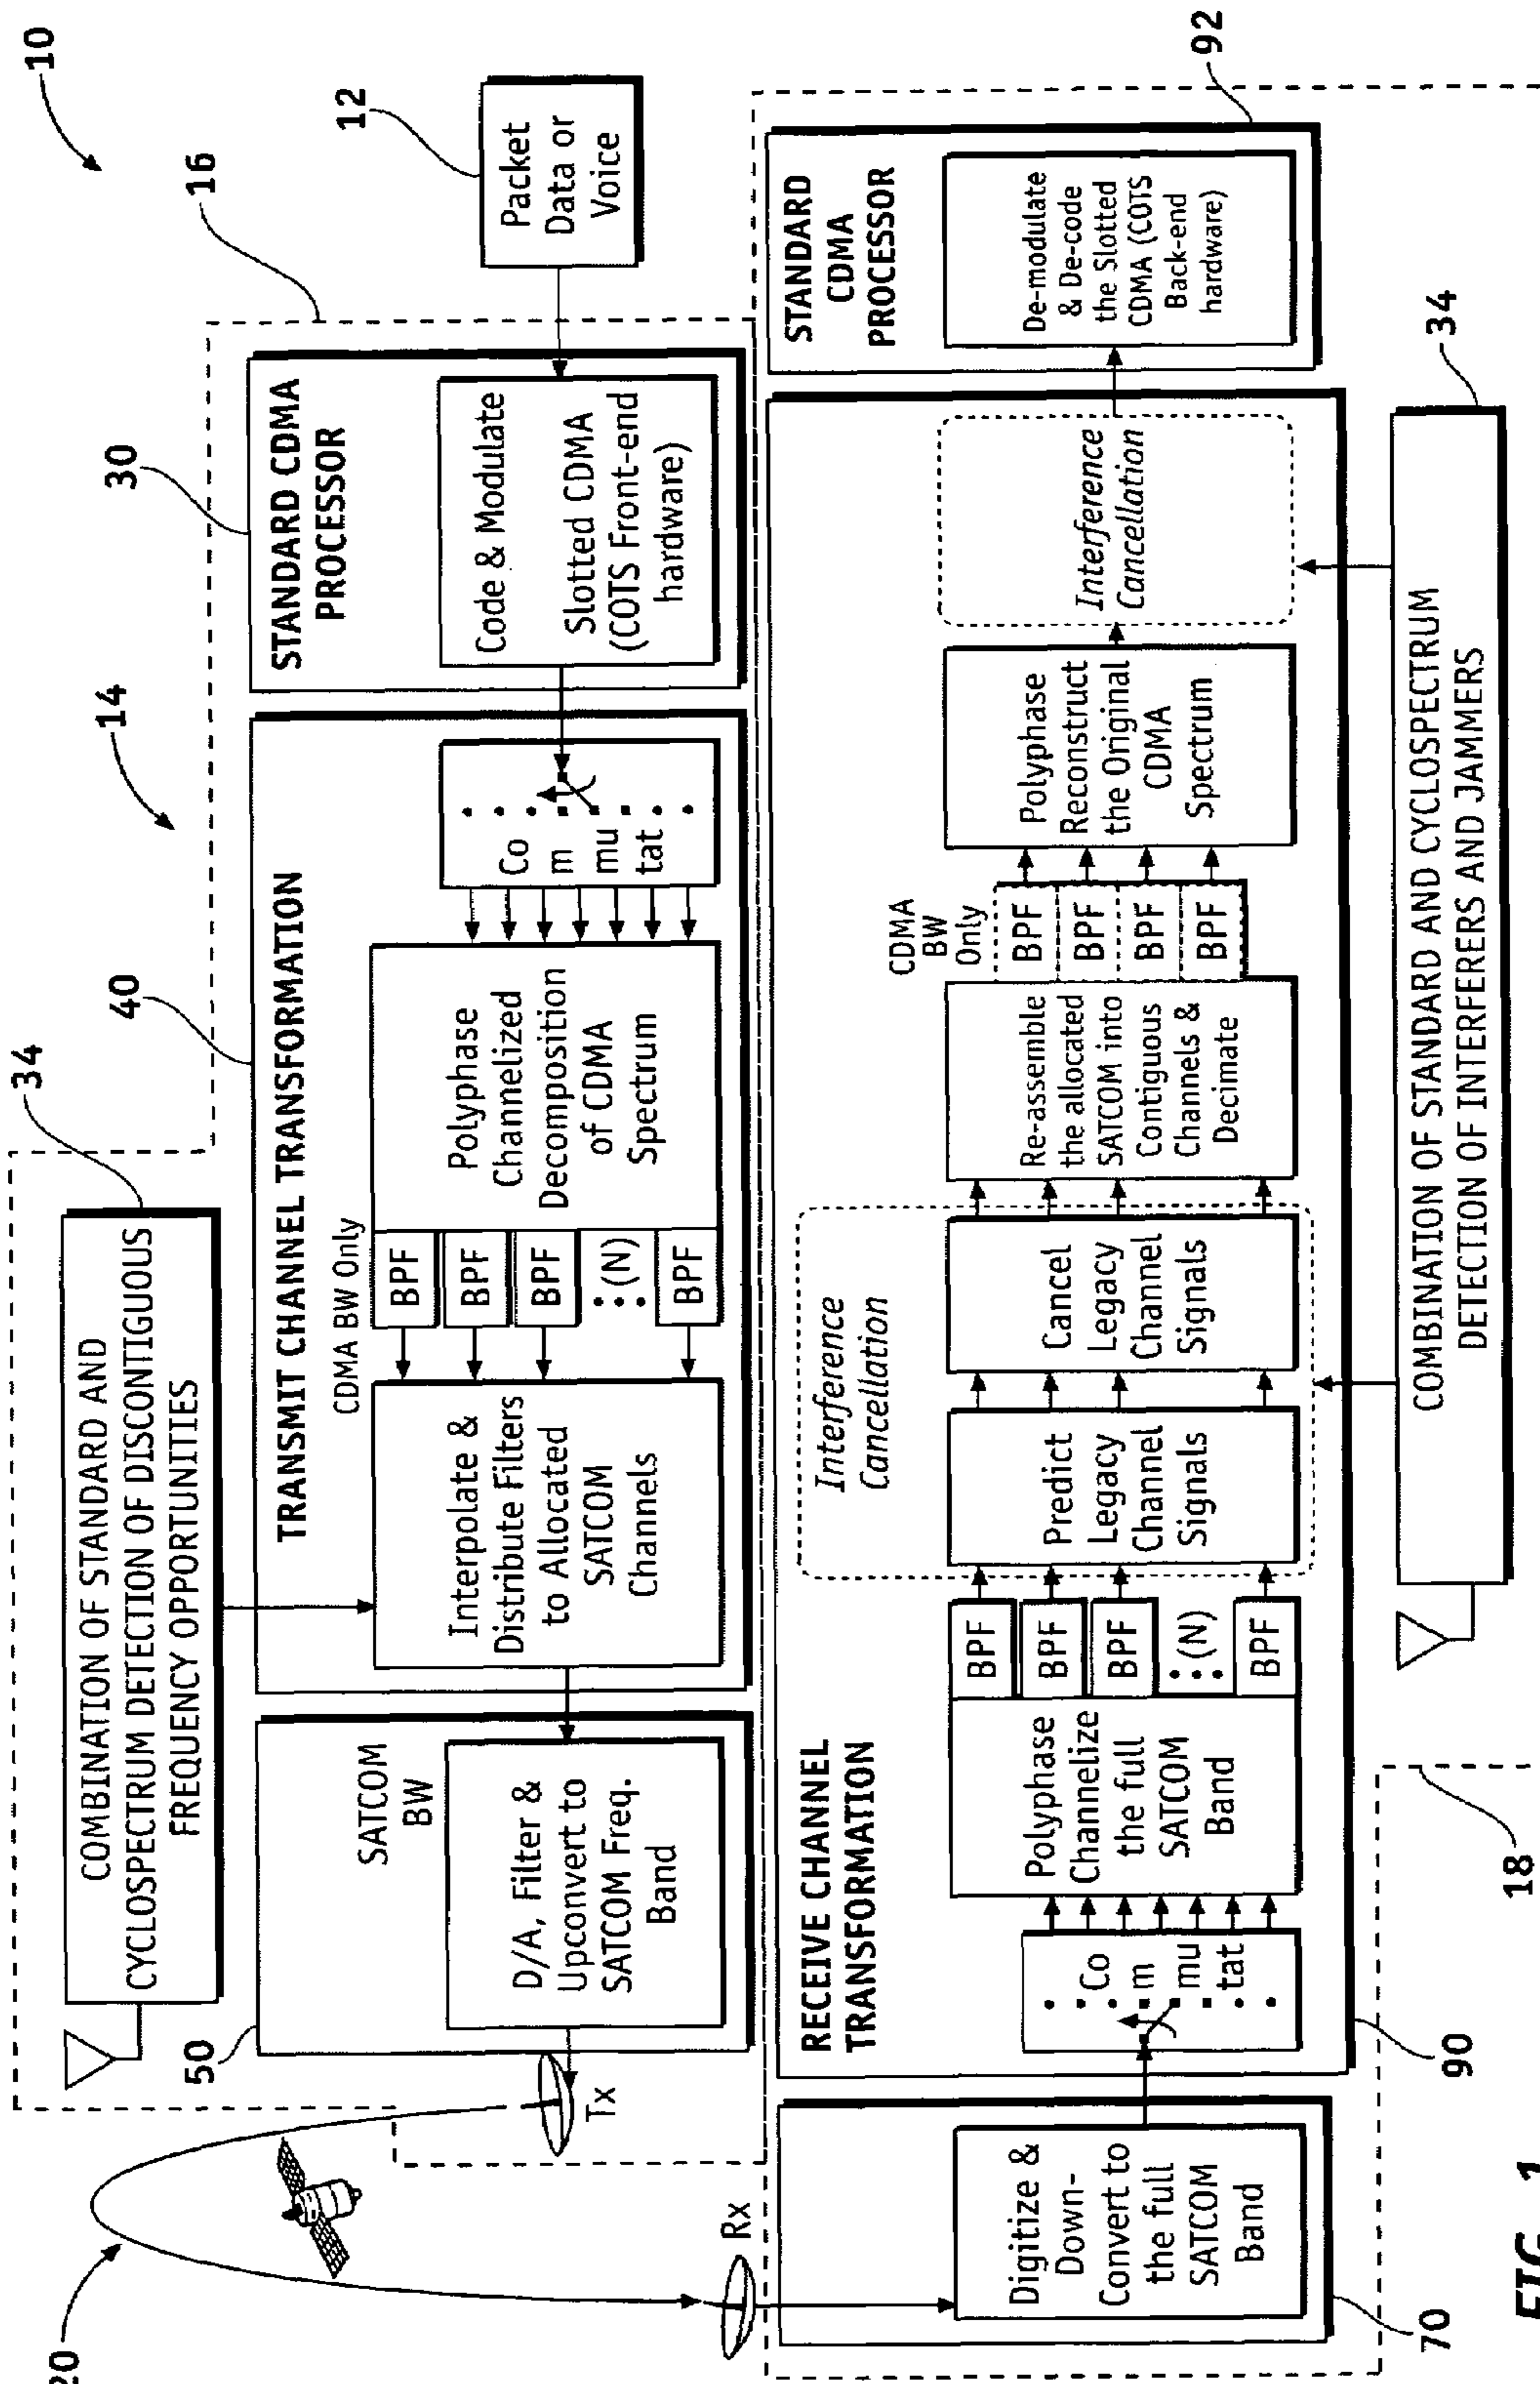 10
12
Packet
Data or
Voice
14
16
34
COMBINATION OF STANDARD AND
CYCLOSPECTRUM DETECTION OF DISCONTIGUOUS
FREQUENCY OPPORTUNITIES
20
50
SATCOM
BW
D/A, Filter &
Upconvert to
SATCOM Freq.
Band
Tx
40
TRANSMIT CHANNEL TRANSFORMATION
CDMA BW Only
Interpolate &
Distribute Filters
to Allocated
SATCOM
Channels
BPF
BPF
BPF
(N)
BPF
Polyphase
Channelized
Decomposition
of CDMA
Spectrum
Co
m
mu
tat
30
STANDARD CDMA
PROCESSOR
Code & Modulate
Slotted CDMA
(COTS Front-end
hardware)
Rx
70
Digitize &
Down-
Convert to
the full
SATCOM
Band
90
RECEIVE CHANNEL
TRANSFORMATION
Co
m
mu
tat
Polyphase
Channelize
the full
SATCOM
Band
BPF
BPF
BPF
(N)
BPF
Interference
Cancellation
Predict
Legacy
Channel
Signals
Cancel
Legacy
Channel
Signals
Re-assemble
the allocated
SATCOM into
Contiguous
Channels &
Decimate
CDMA
BW
Only
BPF
BPF
BPF
BPF
Polyphase
Reconstruct
the Original
CDMA
Spectrum
Interference
Cancellation
92
STANDARD
CDMA
PROCESSOR
De-modulate
& De-code
the Slotted
CDMA (COTS
Back-end
hardware)
34
COMBINATION OF STANDARD AND CYCLOSPECTRUM
DETECTION OF INTERFERERS AND JAMMERS
18
FIG. 1